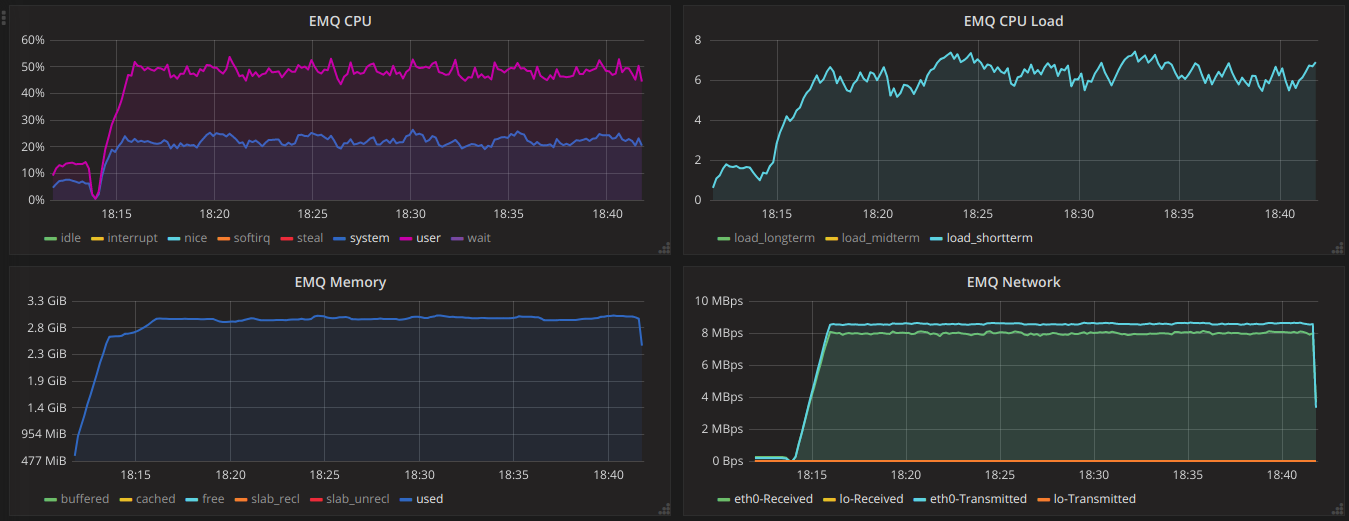 EMQ CPU
60%
50%
40%
30%
20%
10%
0%
18:15 18:20 18:25 18:30 18:35 18:40
idle interrupt nice softirq steal system user wait
EMQ CPU Load
8
6
4
2
0
18:15 18:20 18:25 18:30 18:35 18:40
load_longterm load_midterm load_shortterm
EMQ Memory
3.3 GiB
2.8 GiB
2.3 GiB
1.9 GiB
1.4 GiB
954 MiB
477 MiB
18:15 18:20 18:25 18:30 18:35 18:40
buffered cached free slab_recl slab_unrecl used
EMQ Network
10 MBps
8 MBps
6 MBps
4 MBps
2 MBps
0 Bps
18:15 18:20 18:25 18:30 18:35 18:40
eth0-Received lo-Received eth0-Transmitted lo-Transmitted